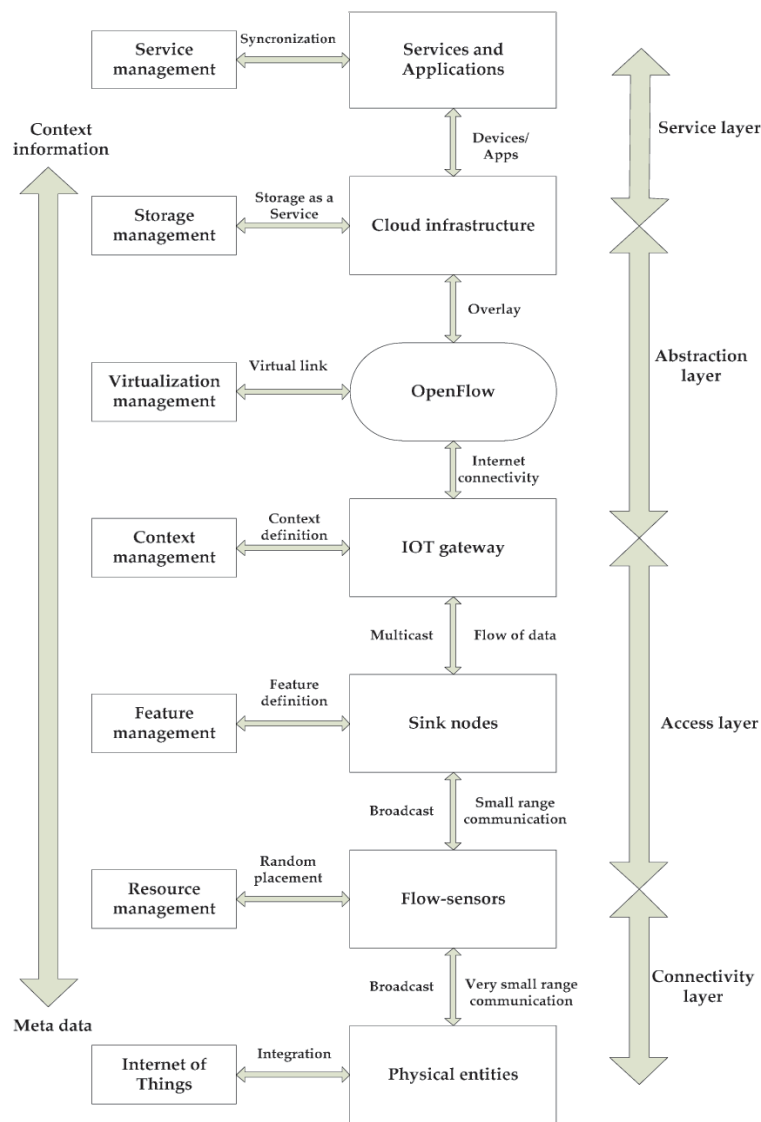 Service
management
Syncronization
Services and
Applications
Context
information
Devices/
Apps
Service layer
Storage
management
Storage as a
Service
Cloud infrastructure
Overlay
Virtualization
management
Virtual link
OpenFlow
Abstraction
layer
Internet
connectivity
Context
management
Context
definition
IOT gateway
Multicast
Flow of data
Feature
management
Feature
definition
Sink nodes
Access layer
Broadcast
Small range
communication
Resource
management
Random
placement
Flow-sensors
Broadcast
Very small range
communication
Connectivity
layer
Meta data
Internet of
Things
Integration
Physical entities